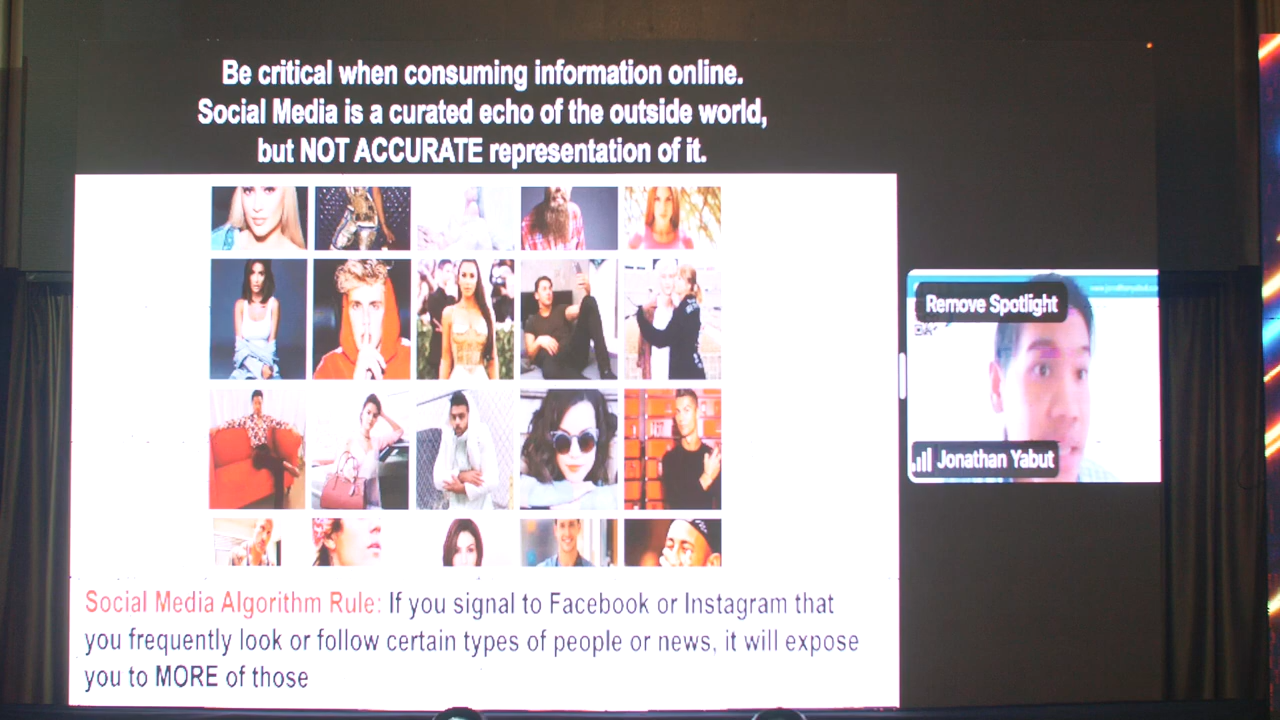 Be critical when consuming information online.
Social Media is a curated echo of the outside world,
but NOT ACCURATE representation of it.
Social Media Algorithm Rule: If you signal to Facebook or Instagram that
you frequently look or follow certain types of people or news, it will expose
you to MORE of those
Remove Spotlight
Jonathan Yabut